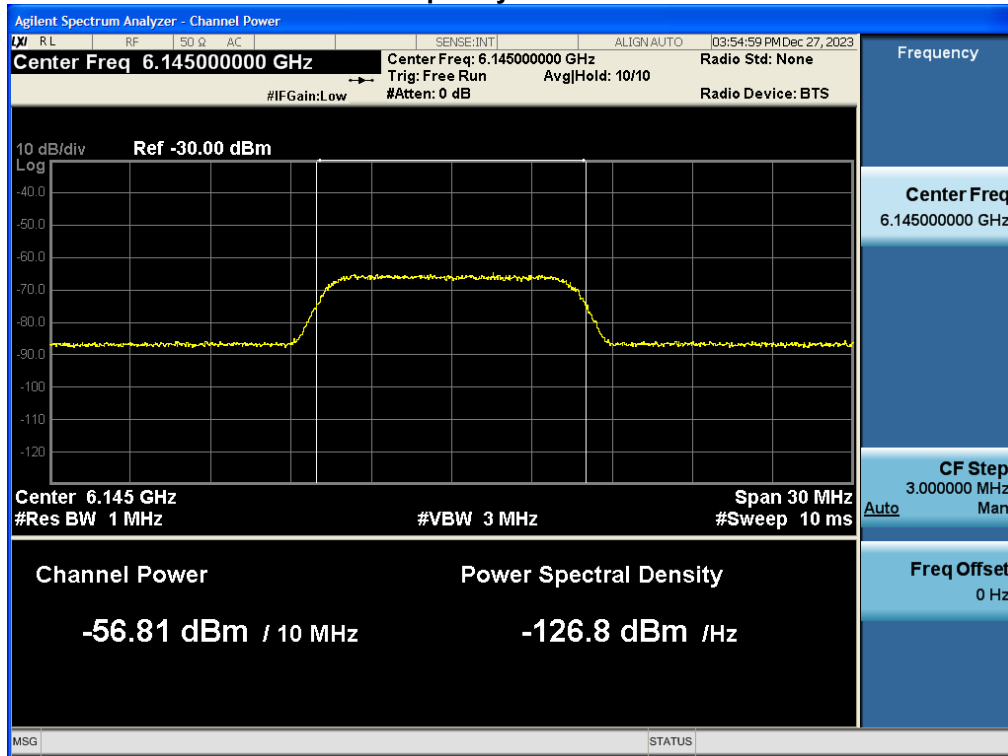 Agilent Spectrum Analyzer - Channel Power
LXI RL RF 50 Ω AC SENSE:INT ALIGN AUTO 03:54:59 PM Dec 27, 2023
Center Freq 6.145000000 GHz
Center Freq: 6.145000000 GHz
Radio Std: None
Trig: Free Run Avg|Hold: 10/10
#IFGain:Low
#Atten: 0 dB
Radio Device: BTS
10 dB/div Ref -30.00 dBm
Log
-40.0
-50.0
-60.0
-70.0
-80.0
-90.0
-100
-110
-120
Center 6.145 GHz
Span 30 MHz
#Res BW 1 MHz
#VBW 3 MHz
#Sweep 10 ms
Channel Power
Power Spectral Density
-56.81 dBm / 10 MHz
-126.8 dBm /Hz
Frequency
Center Freq
6.145000000 GHz
CF Step
3.000000 MHz
Auto Man
Freq Offset
0 Hz
MSG
STATUS